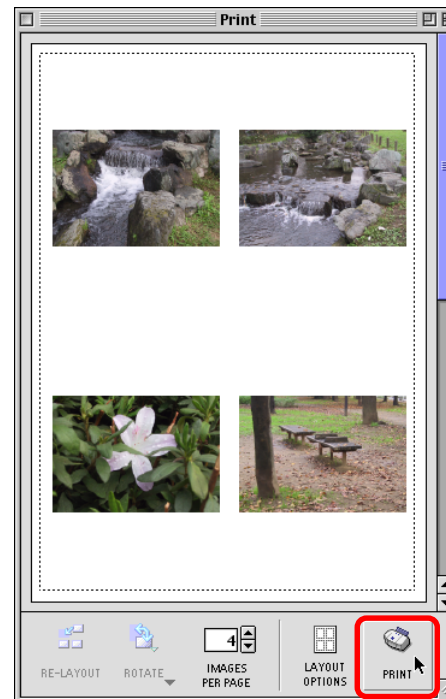 Print
RE-LAYOUT
ROTATE
4
IMAGES
PER PAGE
LAYOUT
OPTIONS
PRINT